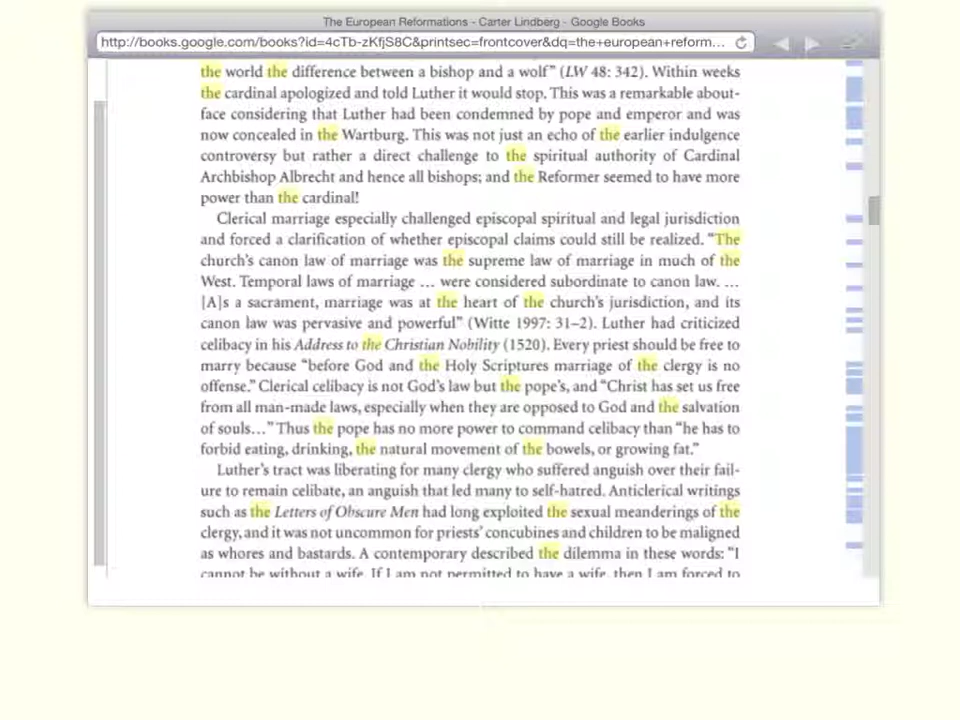 The European Reformations - Carter Lindberg - Google Books
http://books.google.com/books?id=4cTb-zKfjS8C&printsec=frontcover&dq=the+european+reform...
the world the difference between a bishop and a wolf” (LW 48: 342). Within weeks
the cardinal apologized and told Luther it would stop. This was a remarkable about-
face considering that Luther had been condemned by pope and emperor and was
now concealed in the Wartburg. This was not just an echo of the earlier indulgence
controversy but rather a direct challenge to the spiritual authority of Cardinal
Archbishop Albrecht and hence all bishops; and the Reformer seemed to have more
power than the cardinal!
Clerical marriage especially challenged episcopal spiritual and legal jurisdiction
and forced a clarification of whether episcopal claims could still be realized. “The
church’s canon law of marriage was the supreme law of marriage in much of the
West. Temporal laws of marriage … were considered subordinate to canon law. …
[A]s a sacrament, marriage was at the heart of the church’s jurisdiction, and its
canon law was pervasive and powerful” (Witte 1997: 31–2). Luther had criticized
celibacy in his Address to the Christian Nobility (1520). Every priest should be free to
marry because “before God and the Holy Scriptures marriage of the clergy is no
offense.” Clerical celibacy is not God’s law but the pope’s, and “Christ has set us free
from all man-made laws, especially when they are opposed to God and the salvation
of souls…” Thus the pope has no more power to command celibacy than “he has to
forbid eating, drinking, the natural movement of the bowels, or growing fat.”
Luther’s tract was liberating for many clergy who suffered anguish over their fail-
ure to remain celibate, an anguish that led many to self-hatred. Anticlerical writings
such as the Letters of Obscure Men had long exploited the sexual meanderings of the
clergy, and it was not uncommon for priests’ concubines and children to be maligned
as whores and bastards. A contemporary described the dilemma in these words: “I
cannot be without a wife. If I am not permitted to have a wife, then I am forced to